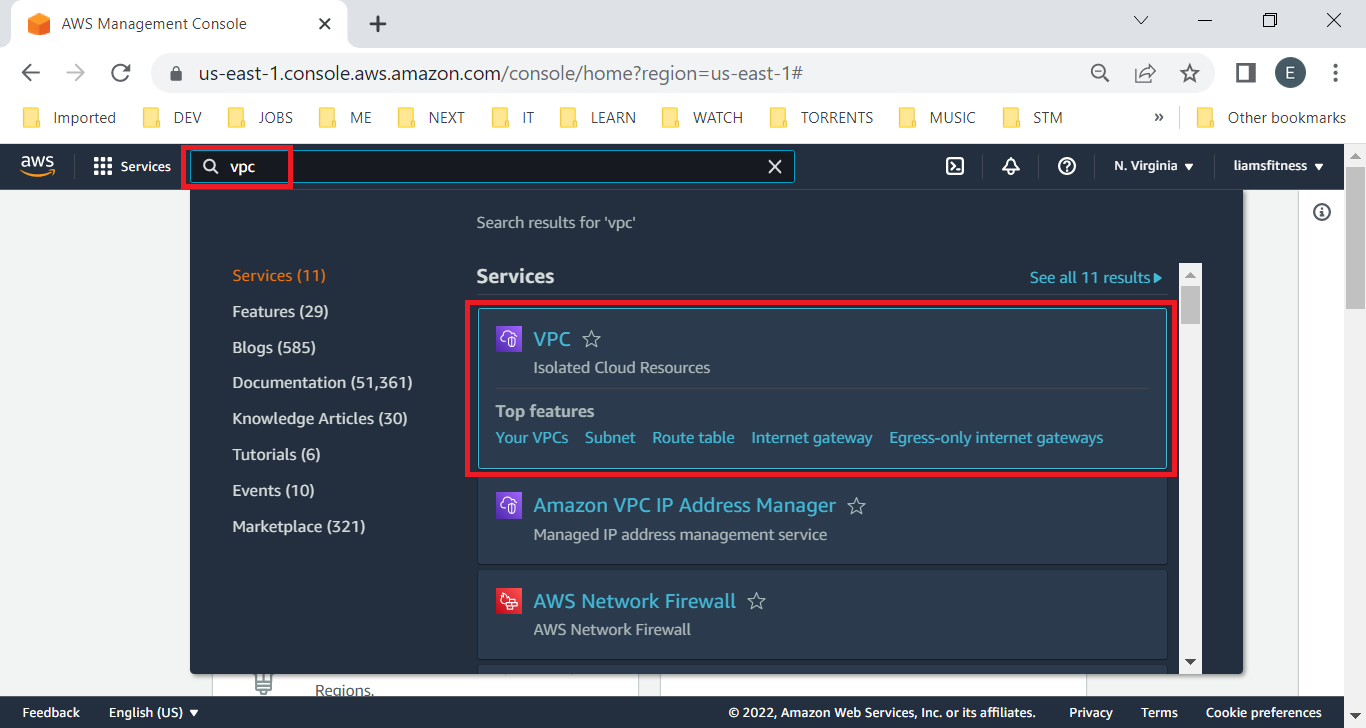 AWS Management Console
us-east-1.console.aws.amazon.com/console/home?region=us-east-1#
E
Imported DEV JOBS ME NEXT IT LEARN WATCH TORRENTS MUSIC STM » Other bookmarks
aws Services vpc N. Virginia liamsfitness
Search results for 'vpc'
Services (11)
Features (29)
Blogs (585)
Documentation (51,361)
Knowledge Articles (30)
Tutorials (6)
Events (10)
Marketplace (321)
Services See all 11 results
VPC
Isolated Cloud Resources
Top features
Your VPCs Subnet Route table Internet gateway Egress-only internet gateways
Amazon VPC IP Address Manager
Managed IP address management service
AWS Network Firewall
AWS Network Firewall
Regions.
Feedback English (US) © 2022, Amazon Web Services, Inc. or its affiliates. Privacy Terms Cookie preferences